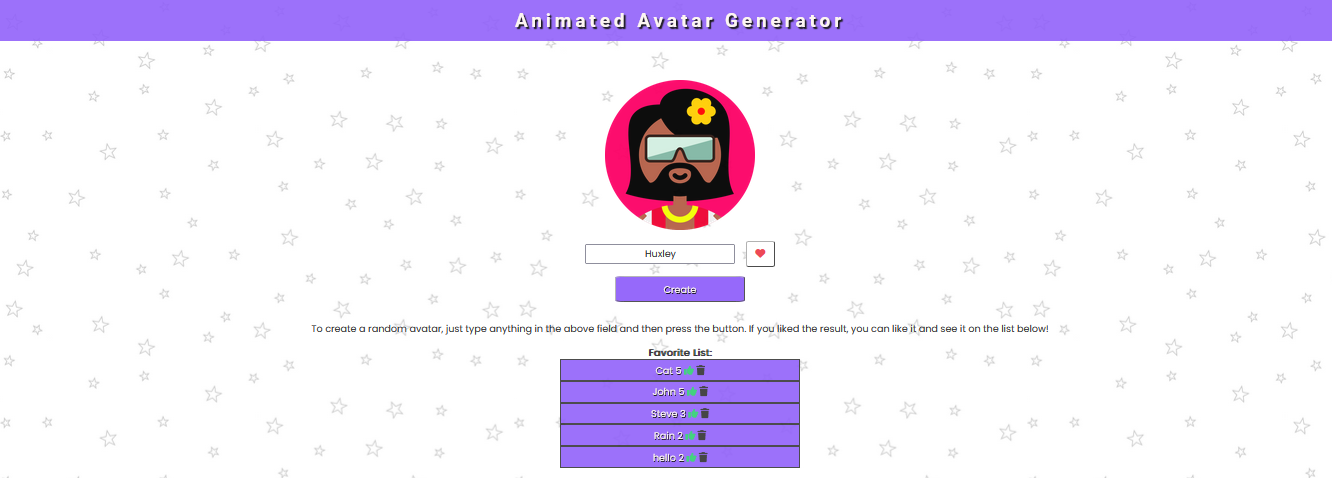 Animated Avatar Generator
Huxley
Create
To create a random avatar, just type anything in the above field and then press the button. If you liked the result, you can like it and see it on the list below!
Favorite List:
Cat 5
John 5
Steve 3
Rain 2
hello 2